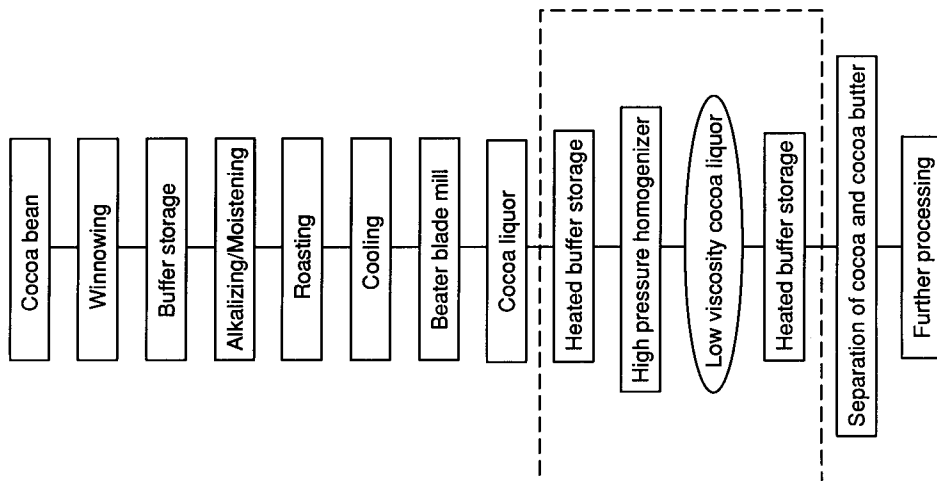 Cocoa bean
Winnowing
Buffer storage
Alkalizing/Moistening
Roasting
Cooling
Beater blade mill
Cocoa liquor
Heated buffer storage
High pressure homogenizer
Low viscosity cocoa liquor
Heated buffer storage
Separation of cocoa and cocoa butter
Further processing